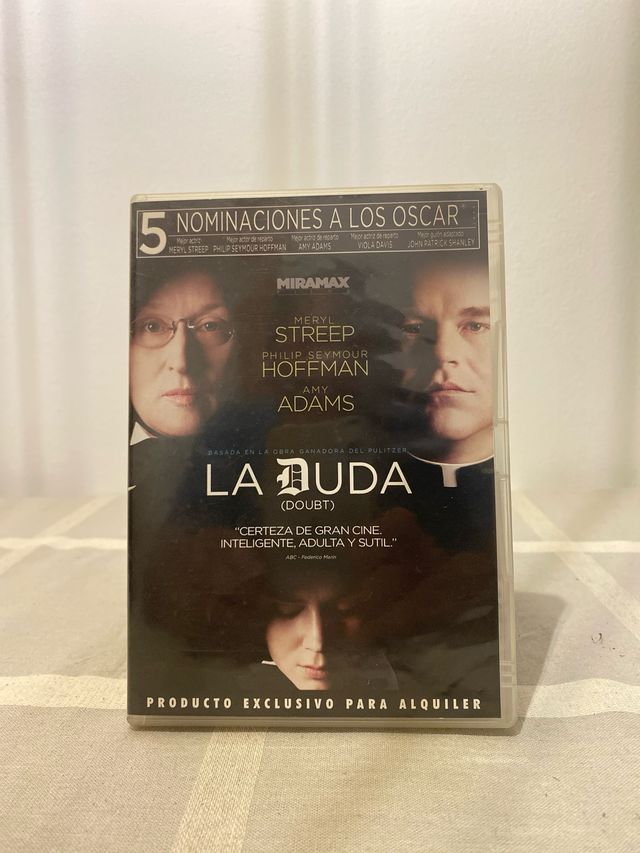 5 NOMINACIONES A LOS OSCAR®
Mejor actriz MERYL STREEP
Mejor actor de reparto PHILIP SEYMOUR HOFFMAN
Mejor actriz de reparto AMY ADAMS
Mejor actriz de reparto VIOLA DAVIS
Mejor guión adaptado JOHN PATRICK SHANLEY
MIRAMAX
MERYL
STREEP
PHILIP SEYMOUR
HOFFMAN
AMY
ADAMS
BASADA EN LA OBRA GANADORA DEL PULITZER
LA DUDA
(DOUBT)
“CERTEZA DE GRAN CINE.
INTELIGENTE, ADULTA Y SUTIL.”
ABC - Federico Marín
PRODUCTO EXCLUSIVO PARA ALQUILER